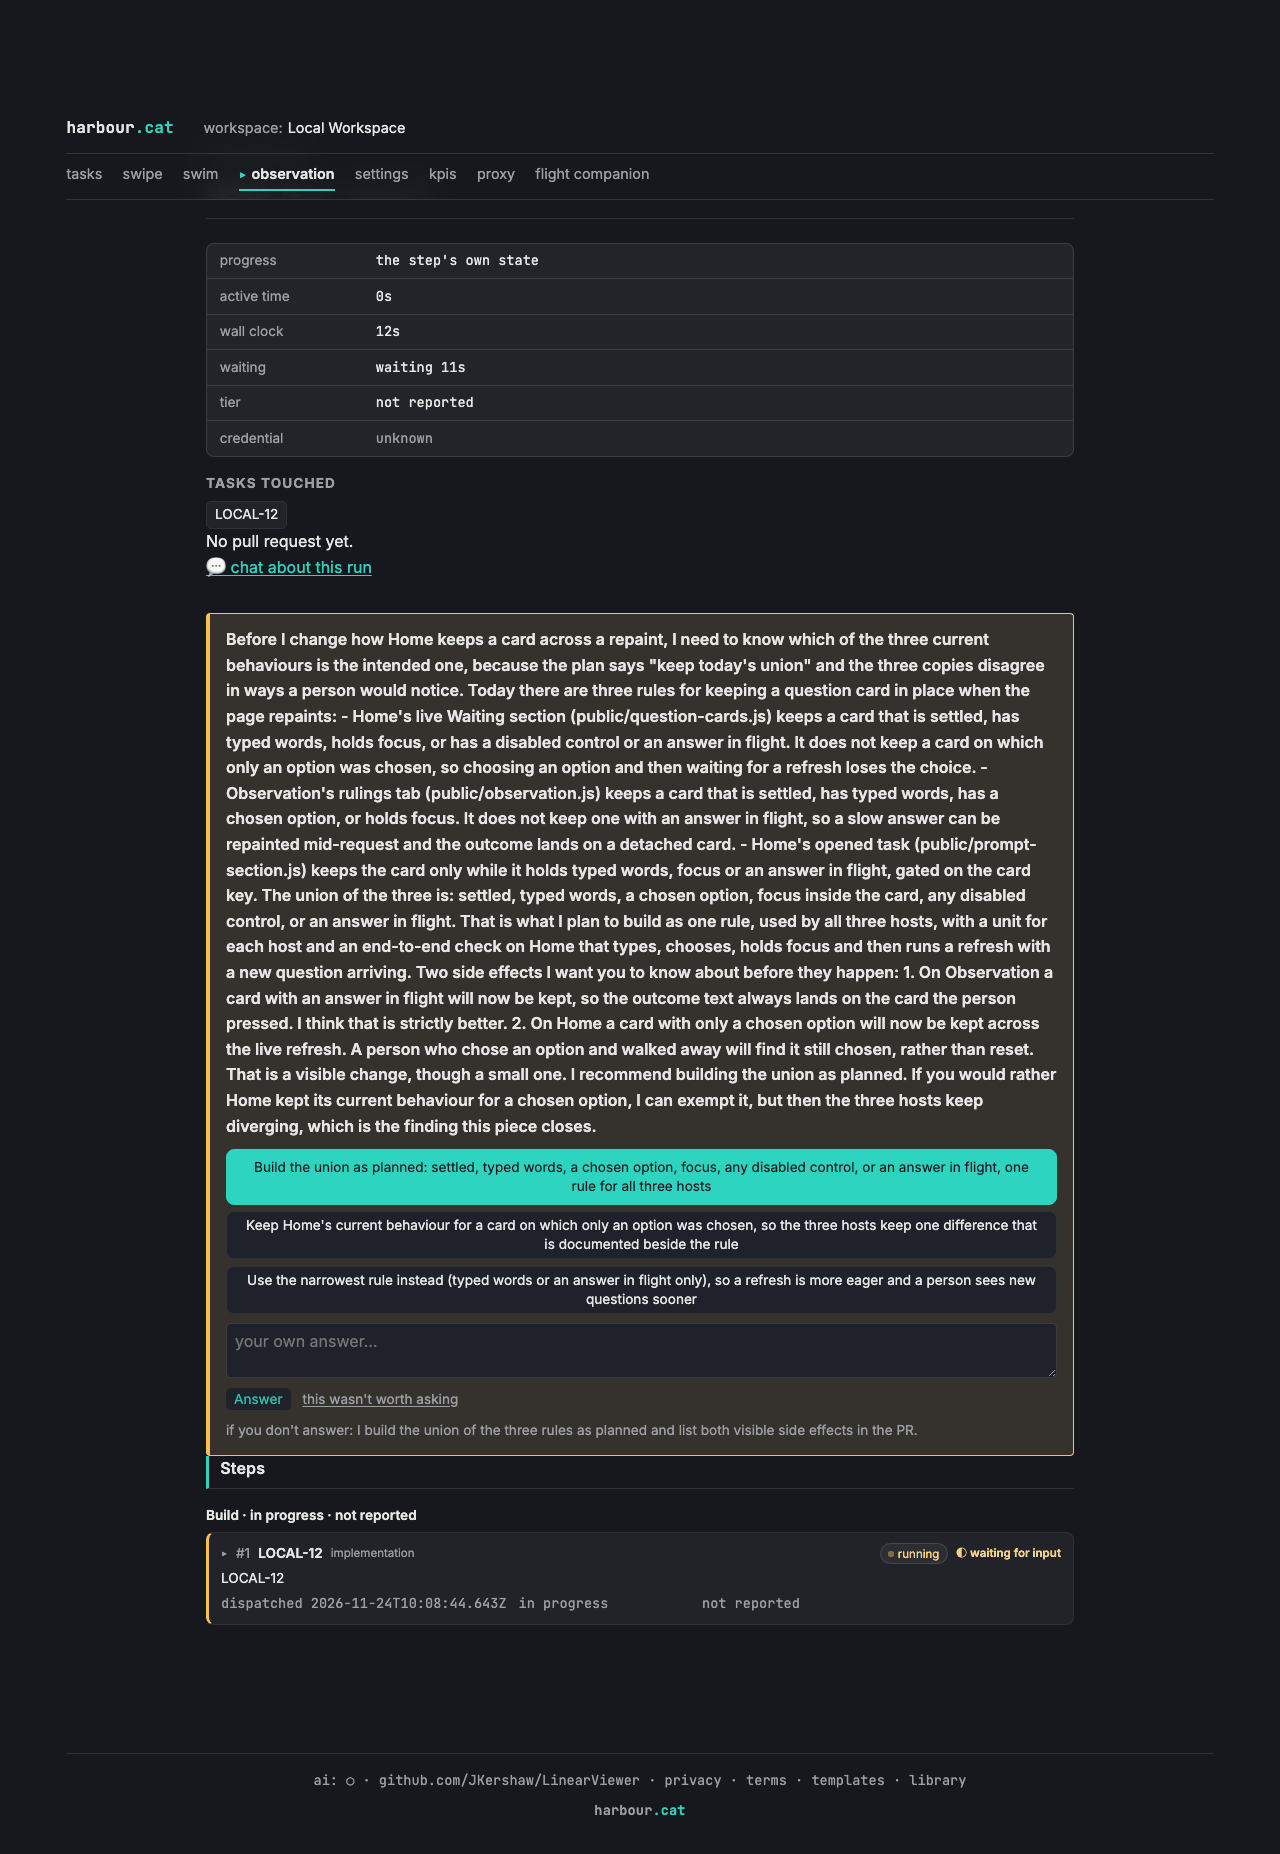 harbour.cat workspace: Local Workspace
tasks swipe swim ▸ observation settings kpis proxy flight companion
progress the step's own state
active time 0s
wall clock 12s
waiting waiting 11s
tier not reported
credential unknown
TASKS TOUCHED
LOCAL-12
No pull request yet.
💬 chat about this run
Before I change how Home keeps a card across a repaint, I need to know which of the three current
behaviours is the intended one, because the plan says "keep today's union" and the three copies disagree
in ways a person would notice. Today there are three rules for keeping a question card in place when the
page repaints: - Home's live Waiting section (public/question-cards.js) keeps a card that is settled, has
typed words, holds focus, or has a disabled control or an answer in flight. It does not keep a card on which
only an option was chosen, so choosing an option and then waiting for a refresh loses the choice. -
Observation's rulings tab (public/observation.js) keeps a card that is settled, has typed words, has a
chosen option, or holds focus. It does not keep one with an answer in flight, so a slow answer can be
repainted mid-request and the outcome lands on a detached card. - Home's opened task (public/prompt-
section.js) keeps the card only while it holds typed words, focus or an answer in flight, gated on the card
key. The union of the three is: settled, typed words, a chosen option, focus inside the card, any disabled
control, or an answer in flight. That is what I plan to build as one rule, used by all three hosts, with a unit for
each host and an end-to-end check on Home that types, chooses, holds focus and then runs a refresh with
a new question arriving. Two side effects I want you to know about before they happen: 1. On Observation a
card with an answer in flight will now be kept, so the outcome text always lands on the card the person
pressed. I think that is strictly better. 2. On Home a card with only a chosen option will now be kept across
the live refresh. A person who chose an option and walked away will find it still chosen, rather than reset.
That is a visible change, though a small one. I recommend building the union as planned. If you would rather
Home kept its current behaviour for a chosen option, I can exempt it, but then the three hosts keep
diverging, which is the finding this piece closes.
Build the union as planned: settled, typed words, a chosen option, focus, any disabled control, or an answer in flight, one
rule for all three hosts
Keep Home's current behaviour for a card on which only an option was chosen, so the three hosts keep one difference that
is documented beside the rule
Use the narrowest rule instead (typed words or an answer in flight only), so a refresh is more eager and a person sees new
questions sooner
your own answer...
Answer this wasn't worth asking
if you don't answer: I build the union of the three rules as planned and list both visible side effects in the PR.
Steps
Build · in progress · not reported
▸ #1 LOCAL-12 implementation running ◐ waiting for input
LOCAL-12
dispatched 2026-11-24T10:08:44.643Z in progress not reported
ai: ○ · github.com/JKershaw/LinearViewer · privacy · terms · templates · library
harbour.cat